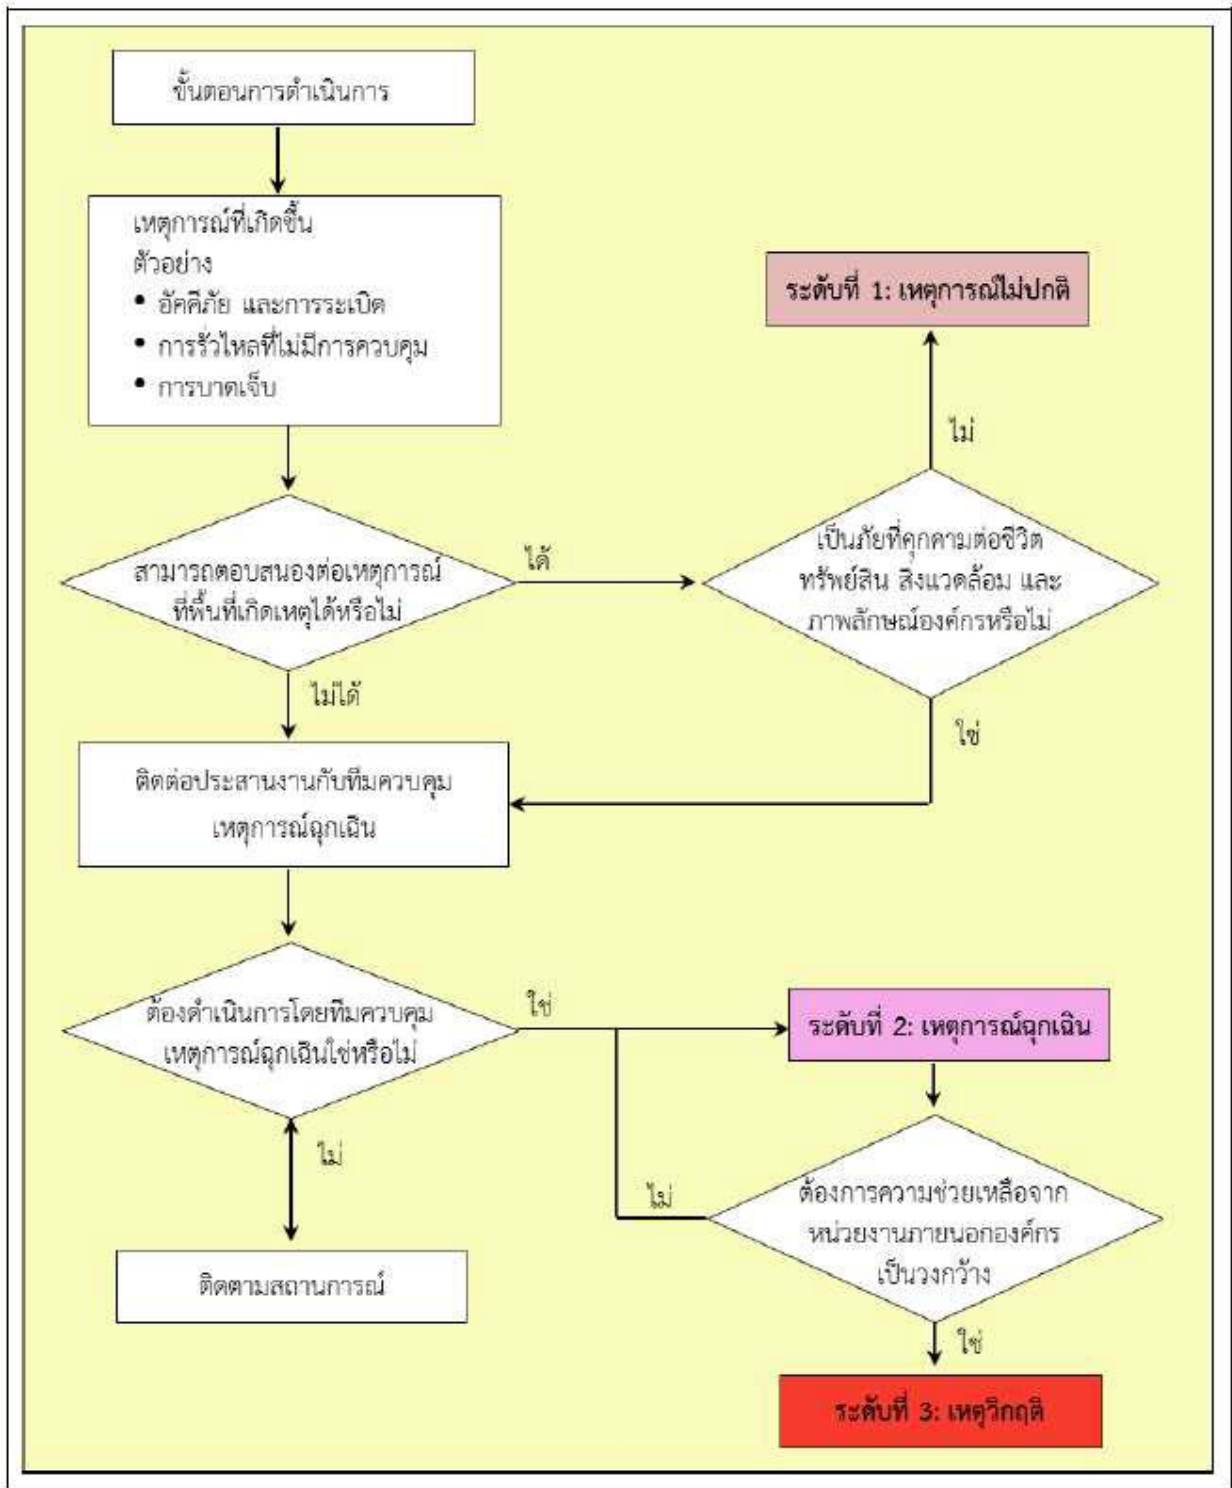 ขั้นตอนการดำเนินการ
เหตุการณ์ที่เกิดขึ้น
ตัวอย่าง
• อัคคีภัย และการระเบิด
• การรั่วไหลที่ไม่มีการควบคุม
• การบาดเจ็บ
ระดับที่ 1: เหตุการณ์ไม่ปกติ
ไม่
สามารถตอบสนองต่อเหตุการณ์
ที่พื้นที่เกิดเหตุได้หรือไม่
ได้
เป็นภัยที่คุกคามต่อชีวิต
ทรัพย์สิน สิ่งแวดล้อม และ
ภาพลักษณ์องค์กรหรือไม่
ไม่ได้
ใช่
ติดต่อประสานงานกับทีมควบคุม
เหตุการณ์ฉุกเฉิน
ต้องดำเนินการโดยทีมควบคุม
เหตุการณ์ฉุกเฉินใช่หรือไม่
ใช่
ระดับที่ 2: เหตุการณ์ฉุกเฉิน
ไม่
ไม่
ต้องการความช่วยเหลือจาก
หน่วยงานภายนอกองค์กร
เป็นวงกว้าง
ติดตามสถานการณ์
ใช่
ระดับที่ 3: เหตุวิกฤติ